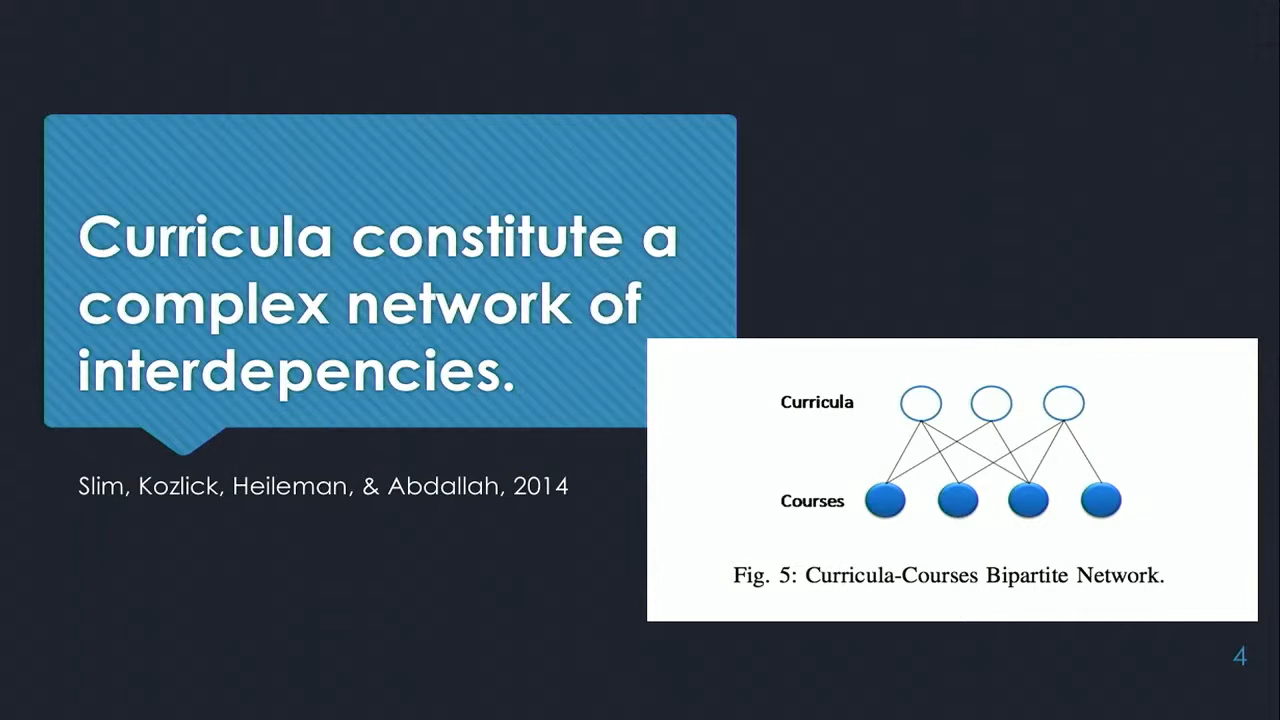 Curricula constitute a
complex network of
interdepencies.
Slim, Kozlick, Heileman, & Abdallah, 2014
Curricula
Courses
Fig. 5: Curricula-Courses Bipartite Network.
4